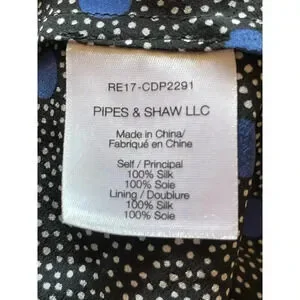 RE17-CDP2291
PIPES & SHAW LLC
Made in China/
Fabriqué en Chine
Self / Principal
100% Silk
100% Soie
Lining / Doublure
100% Silk
100% Soie